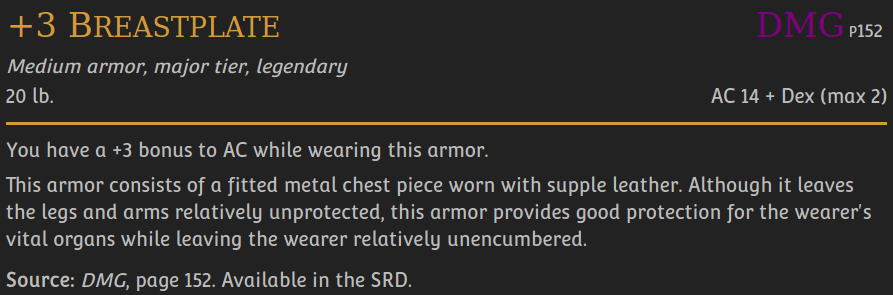 +3 Breastplate DMG P152
Medium armor, major tier, legendary
20 lb. AC 14 + Dex (max 2)
You have a +3 bonus to AC while wearing this armor.
This armor consists of a fitted metal chest piece worn with supple leather. Although it leaves
the legs and arms relatively unprotected, this armor provides good protection for the wearer's
vital organs while leaving the wearer relatively unencumbered.
Source: DMG, page 152. Available in the SRD.